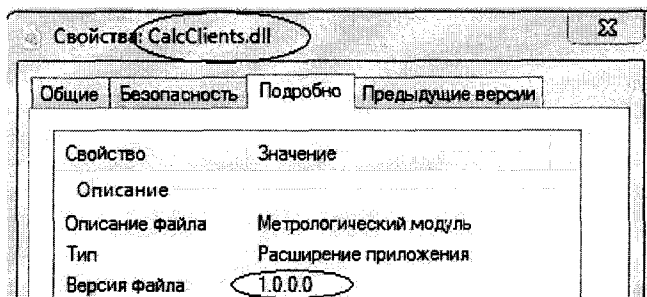 Свойства: CalcClients.dll
Общие Безопасность Подробно Предыдущие версии
Свойство Значение
Описание
Описание файла Метрологический модуль
Тип Расширение приложения
Версия файла 1.0.0.0